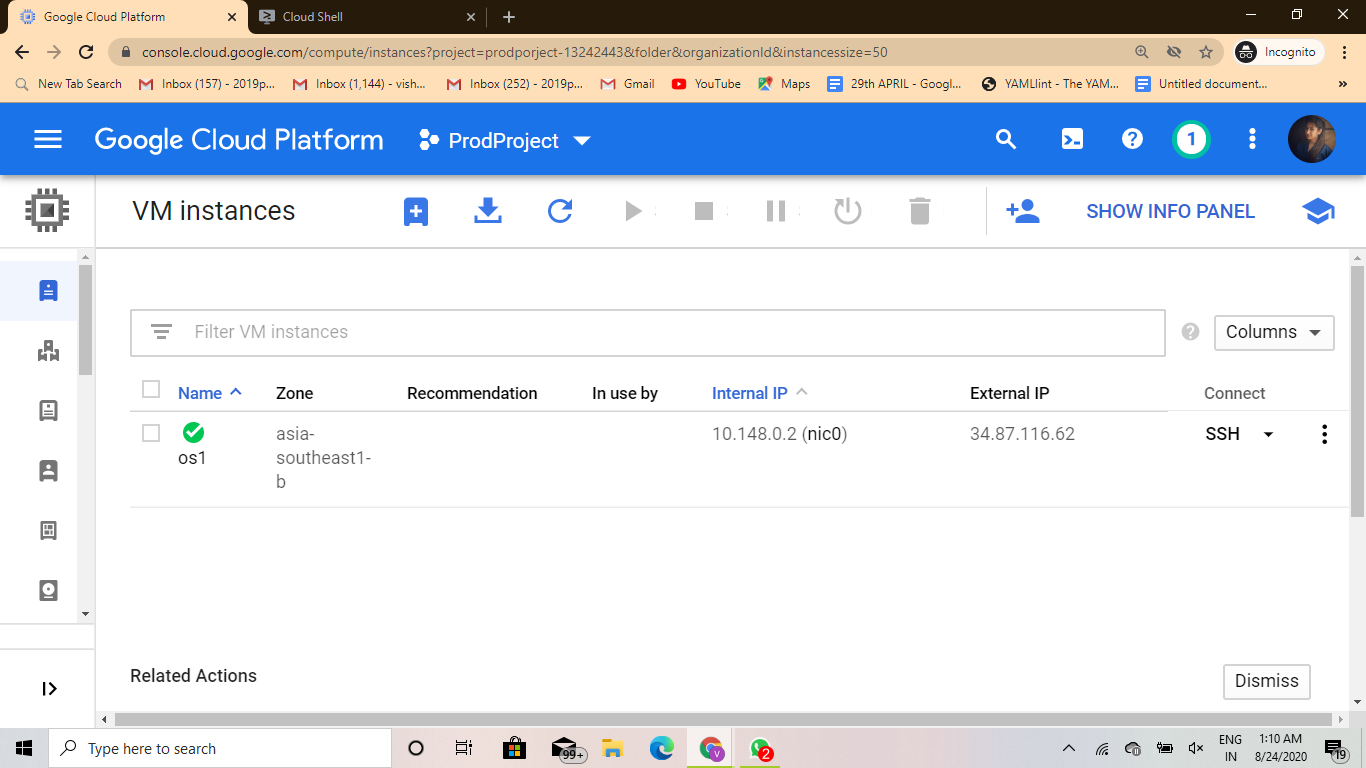 Google Cloud Platform
Cloud Shell
console.cloud.google.com/compute/instances?project=prodporject-13242443&folder&organizationId&instancessize=50
Incognito
New Tab Search
Inbox (157) - 2019p...
Inbox (1,144) - vish...
Inbox (252) - 2019p...
Gmail
YouTube
Maps
29th APRIL - Googl...
YAMLlint - The YAM...
Untitled document...
»
Google Cloud Platform
ProdProject
1
VM instances
SHOW INFO PANEL
Filter VM instances
Columns
Name
Zone
Recommendation
In use by
Internal IP
External IP
Connect
os1
asia-
southeast1-
b
10.148.0.2 (nic0)
34.87.116.62
SSH
Related Actions
Dismiss
Type here to search
99+
V
2
ENG
IN
1:10 AM
8/24/2020
19